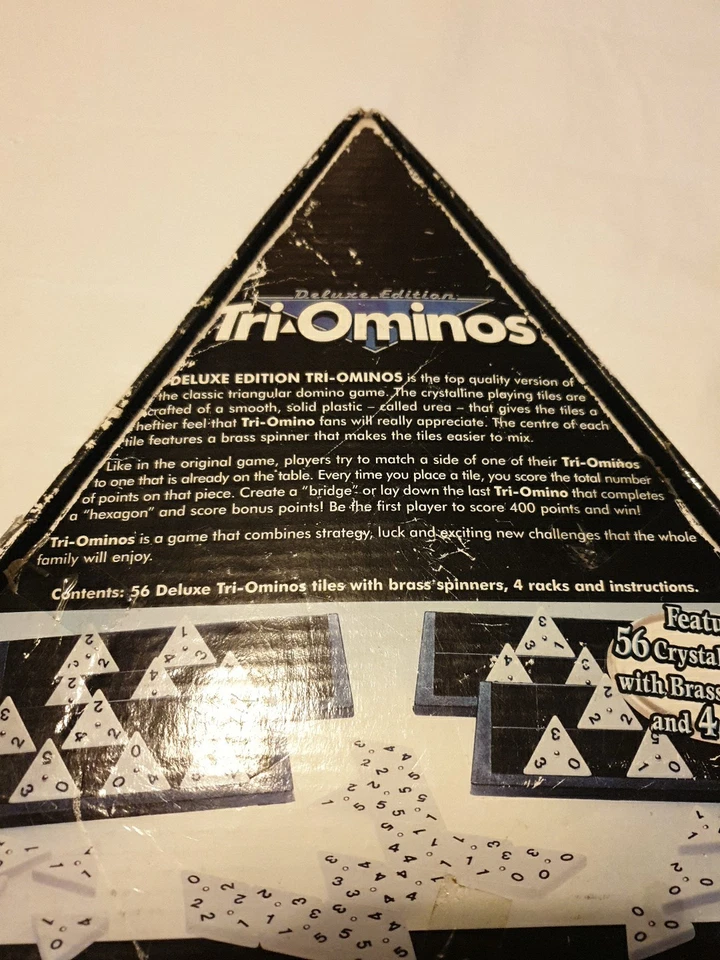 Deluxe Edition
Tri-Ominos
DELUXE EDITION TRI-OMINOS is the top quality version of
the classic triangular domino game. The crystalline playing tiles are
crafted of a smooth, solid plastic – called urea – that gives the tiles a
heftier feel that Tri-Omino fans will really appreciate. The centre of each
tile features a brass spinner that makes the tiles easier to mix.
Like in the original game, players try to match a side of one of their Tri-Ominos
to one that is already on the table. Every time you place a tile, you score the total number
of points on that piece. Create a "bridge" or lay down the last Tri-Omino that completes
a "hexagon" and score bonus points! Be the first player to score 400 points and win!
Tri-Ominos is a game that combines strategy, luck and exciting new challenges that the whole
family will enjoy.
Contents: 56 Deluxe Tri-Ominos tiles with brass spinners, 4 racks and instructions.
Featu
56 Crystal
with Brass
and 4